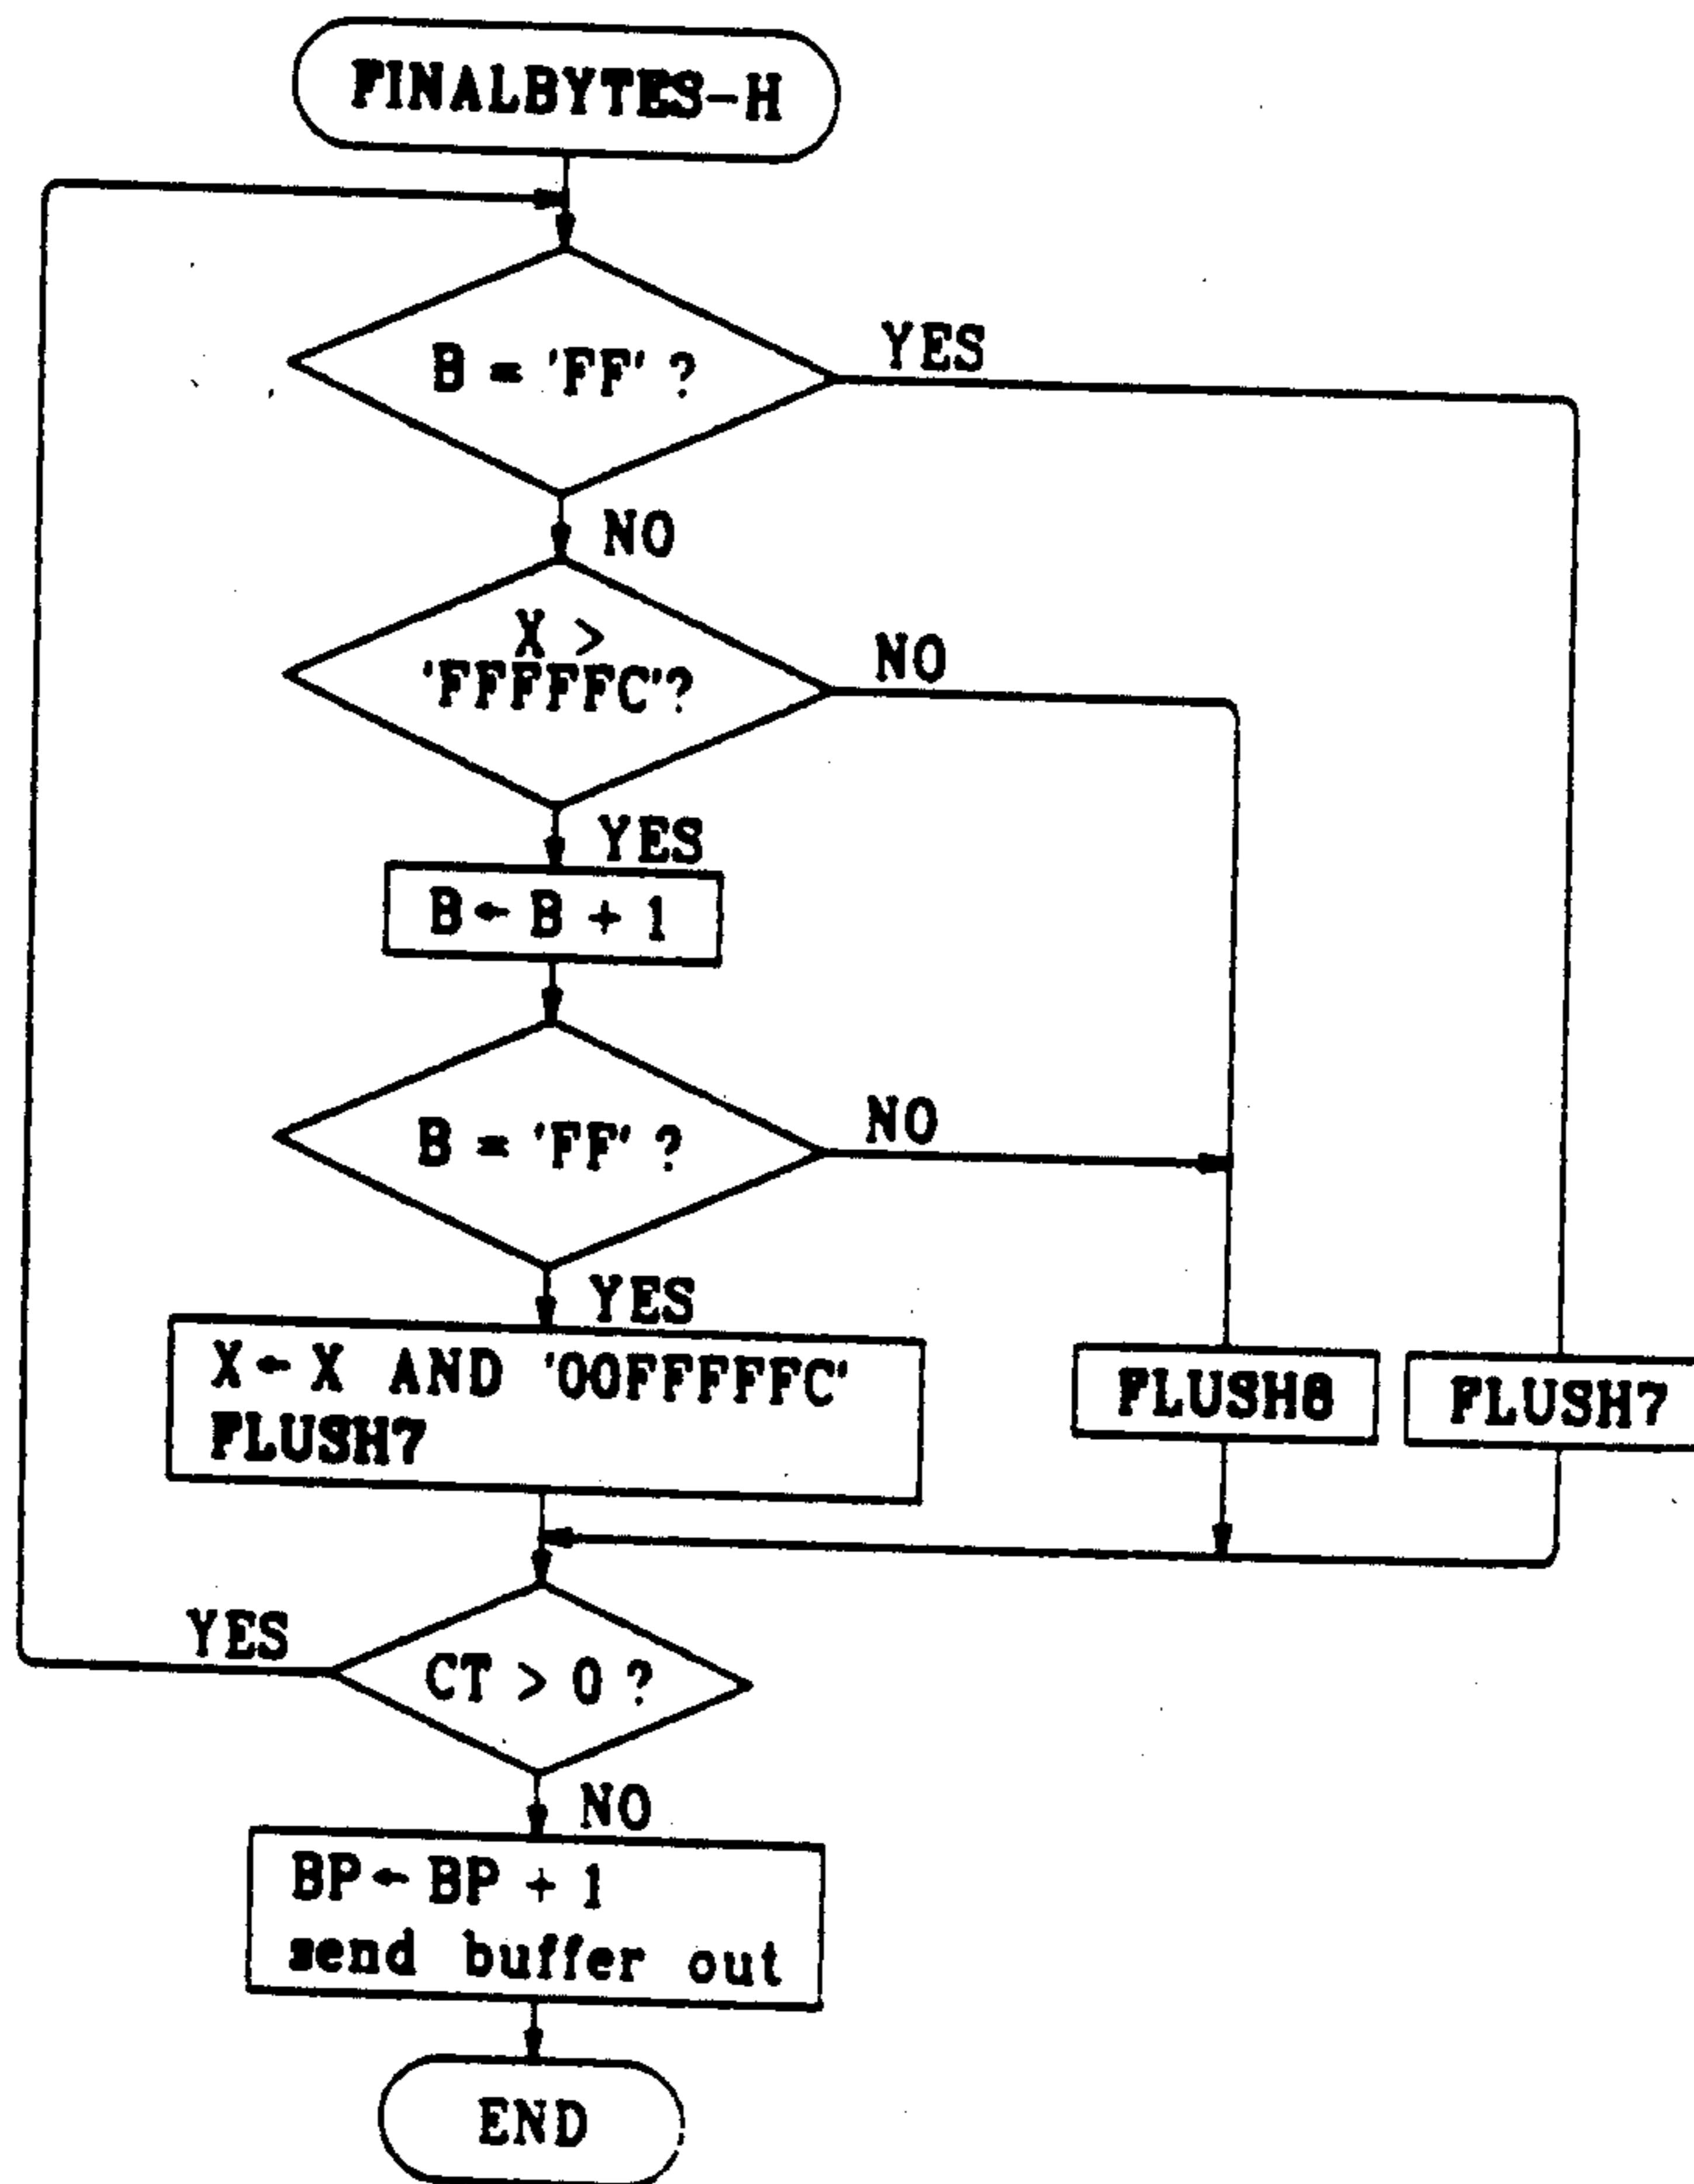 FINALBYTES-H
B = 'FF' ?
YES
NO
X >
'FFFFFC'?
NO
YES
B ← B + 1
B = 'FF' ?
NO
YES
X ← X AND '00FFFFFC'
FLUSH7
FLUSH8
FLUSH7
CT > 0 ?
YES
NO
BP ← BP + 1
send buffer out
END